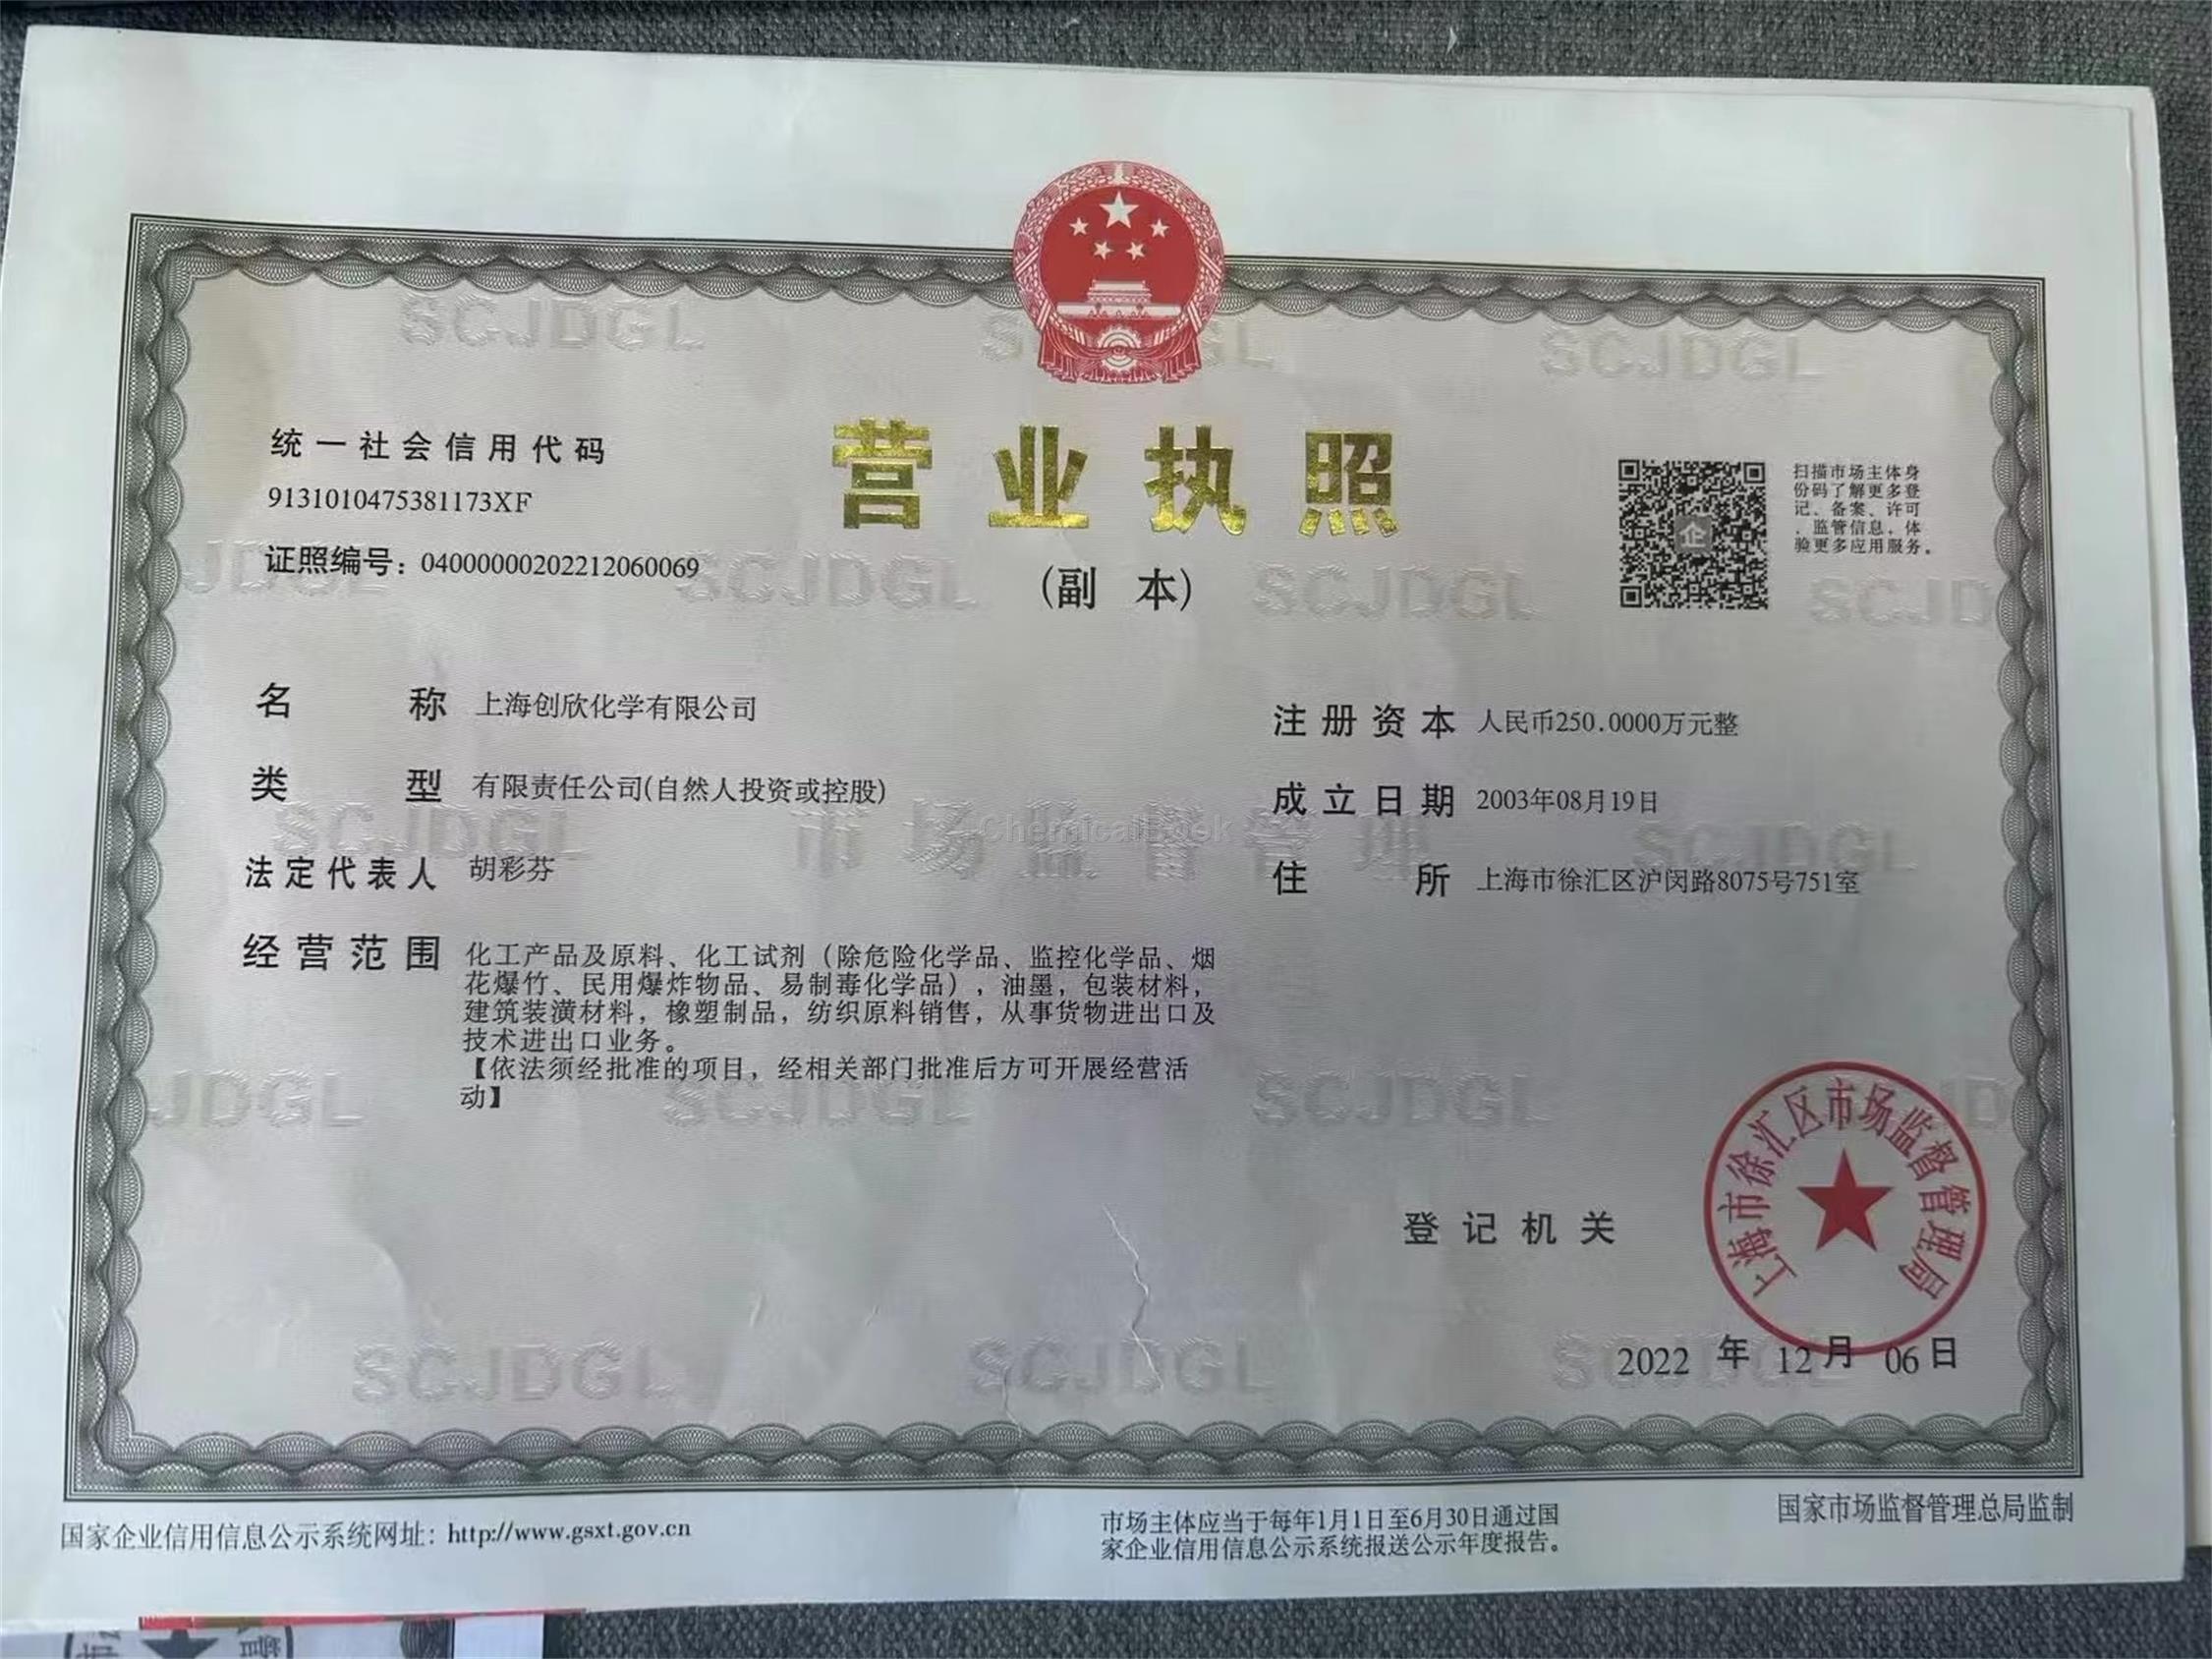 统一社会信用代码
9131010475381173XF
证照编号：04000000202212060069
营业执照
（副 本）
扫描市场主体身
份码了解更多登
记、备案、许可
、监管信息，体
验更多应用服务。
名 称 上海创欣化学有限公司
类 型 有限责任公司(自然人投资或控股)
法定代表人 胡彩芬
经营范围 化工产品及原料、化工试剂（除危险化学品、监控化学品、烟
花爆竹、民用爆炸物品、易制毒化学品），油墨，包装材料，
建筑装潢材料，橡塑制品，纺织原料销售，从事货物进出口及
技术进出口业务。
【依法须经批准的项目，经相关部门批准后方可开展经营活
动】
注册资本 人民币250.0000万元整
成立日期 2003年08月19日
住 所 上海市徐汇区沪闵路8075号751室
登记机关
上海市徐汇区市场监督管理局
2022 年 12 月 06 日
国家企业信用信息公示系统网址：http://www.gsxt.gov.cn
市场主体应当于每年1月1日至6月30日通过国
家企业信用信息公示系统报送公示年度报告。
国家市场监督管理总局监制
SCJDGL
市场监督管理
ChemicalBook
企